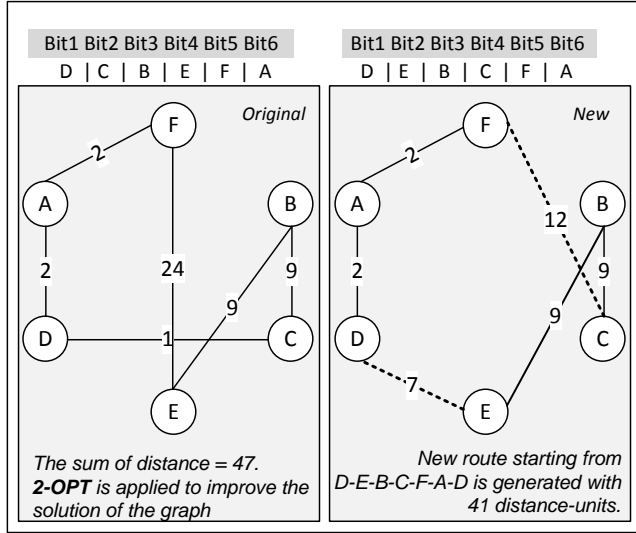 Bit1 Bit2 Bit3 Bit4 Bit5 Bit6
D | C | B | E | F | A
Original
F
2
A
B
2
24
9
9
D
1
C
E
The sum of distance = 47.
2-OPT is applied to improve the
solution of the graph
Bit1 Bit2 Bit3 Bit4 Bit5 Bit6
D | E | B | C | F | A
New
F
2
A
B
12
2
9
9
D
C
7
E
New route starting from
D-E-B-C-F-A-D is generated with
41 distance-units.